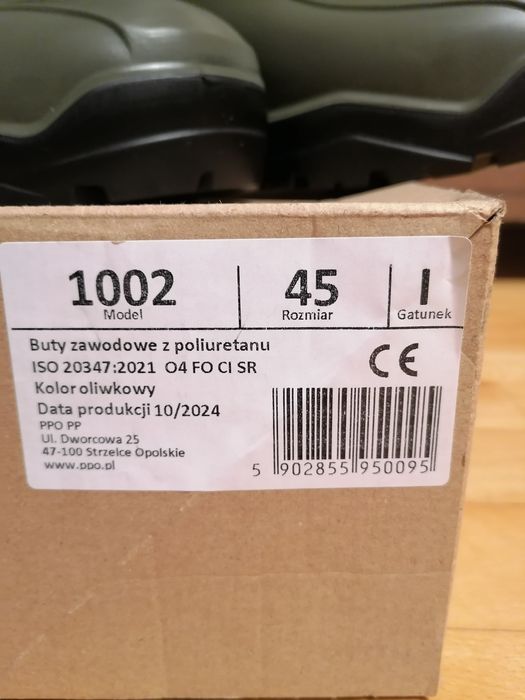 1002 45 I
Model Rozmiar Gatunek
Buty zawodowe z poliuretanu
ISO 20347:2021 O4 FO CI SR
Kolor oliwkowy
Data produkcji 10/2024
PPO PP
Ul. Dworcowa 25
47-100 Strzelce Opolskie
www.ppo.pl
CE
5 902855 950095